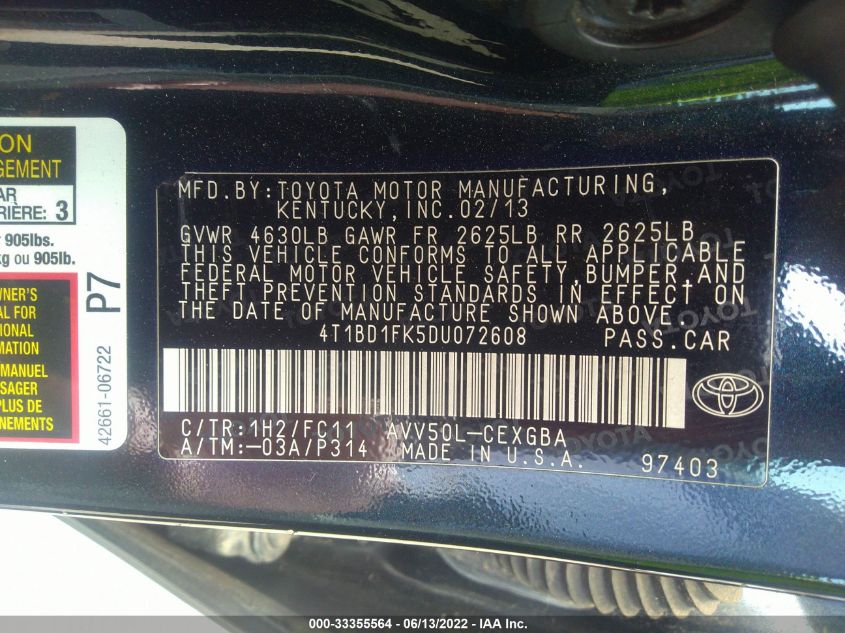 ON
GEMENT
AR
RIÈRE: 3
905lbs.
kg ou 905lb.
WNER'S
AL FOR
IONAL
MATION
MANUEL
SSAGER
PLUS DE
NEMENTS
P7
42661-06722
MFD.BY:TOYOTA MOTOR MANUFACTURING,
KENTUCKY,INC.02/13
GVWR 4630LB GAWR FR 2625LB RR 2625LB
THIS VEHICLE CONFORMS TO ALL APPLICABLE
FEDERAL MOTOR VEHICLE SAFETY,BUMPER,AND
THEFT PREVENTION STANDARDS IN EFFECT ON
THE DATE OF MANUFACTURE SHOWN ABOVE.
4T1BD1FK5DU072608 PASS.CAR
C/TR:1H2/FC11 AVV50L-CEXGBA
A/TM:-03A/P314 MADE IN U.S.A. 97403
000-33355564 - 06/13/2022 - IAA Inc.